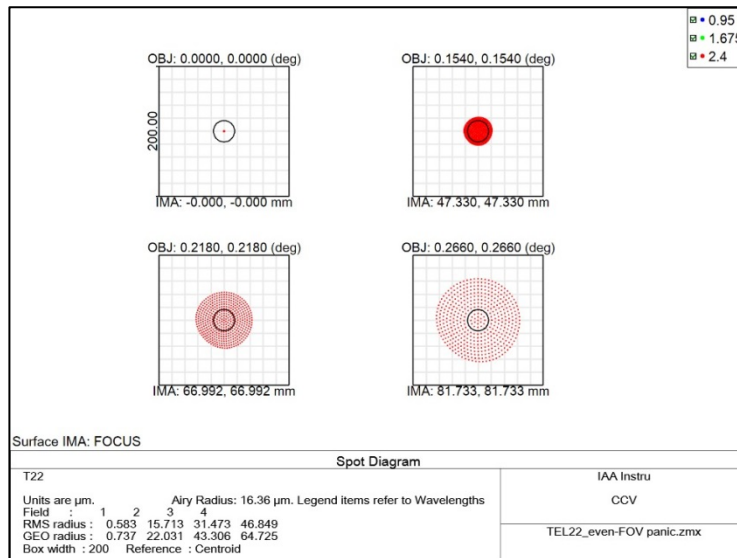 0.95
1.675
2.4
OBJ: 0.0000, 0.0000 (deg)
OBJ: 0.1540, 0.1540 (deg)
200.00
IMA: -0.000, -0.000 mm
IMA: 47.330, 47.330 mm
OBJ: 0.2180, 0.2180 (deg)
OBJ: 0.2660, 0.2660 (deg)
IMA: 66.992, 66.992 mm
IMA: 81.733, 81.733 mm
Surface IMA: FOCUS
Spot Diagram
T22
Units are µm. Airy Radius: 16.36 µm. Legend items refer to Wavelengths
Field : 1 2 3 4
RMS radius : 0.583 15.713 31.473 46.849
GEO radius : 0.737 22.031 43.306 64.725
Box width : 200 Reference : Centroid
IAA Instru
CCV
TEL22_even-FOV panic.zmx